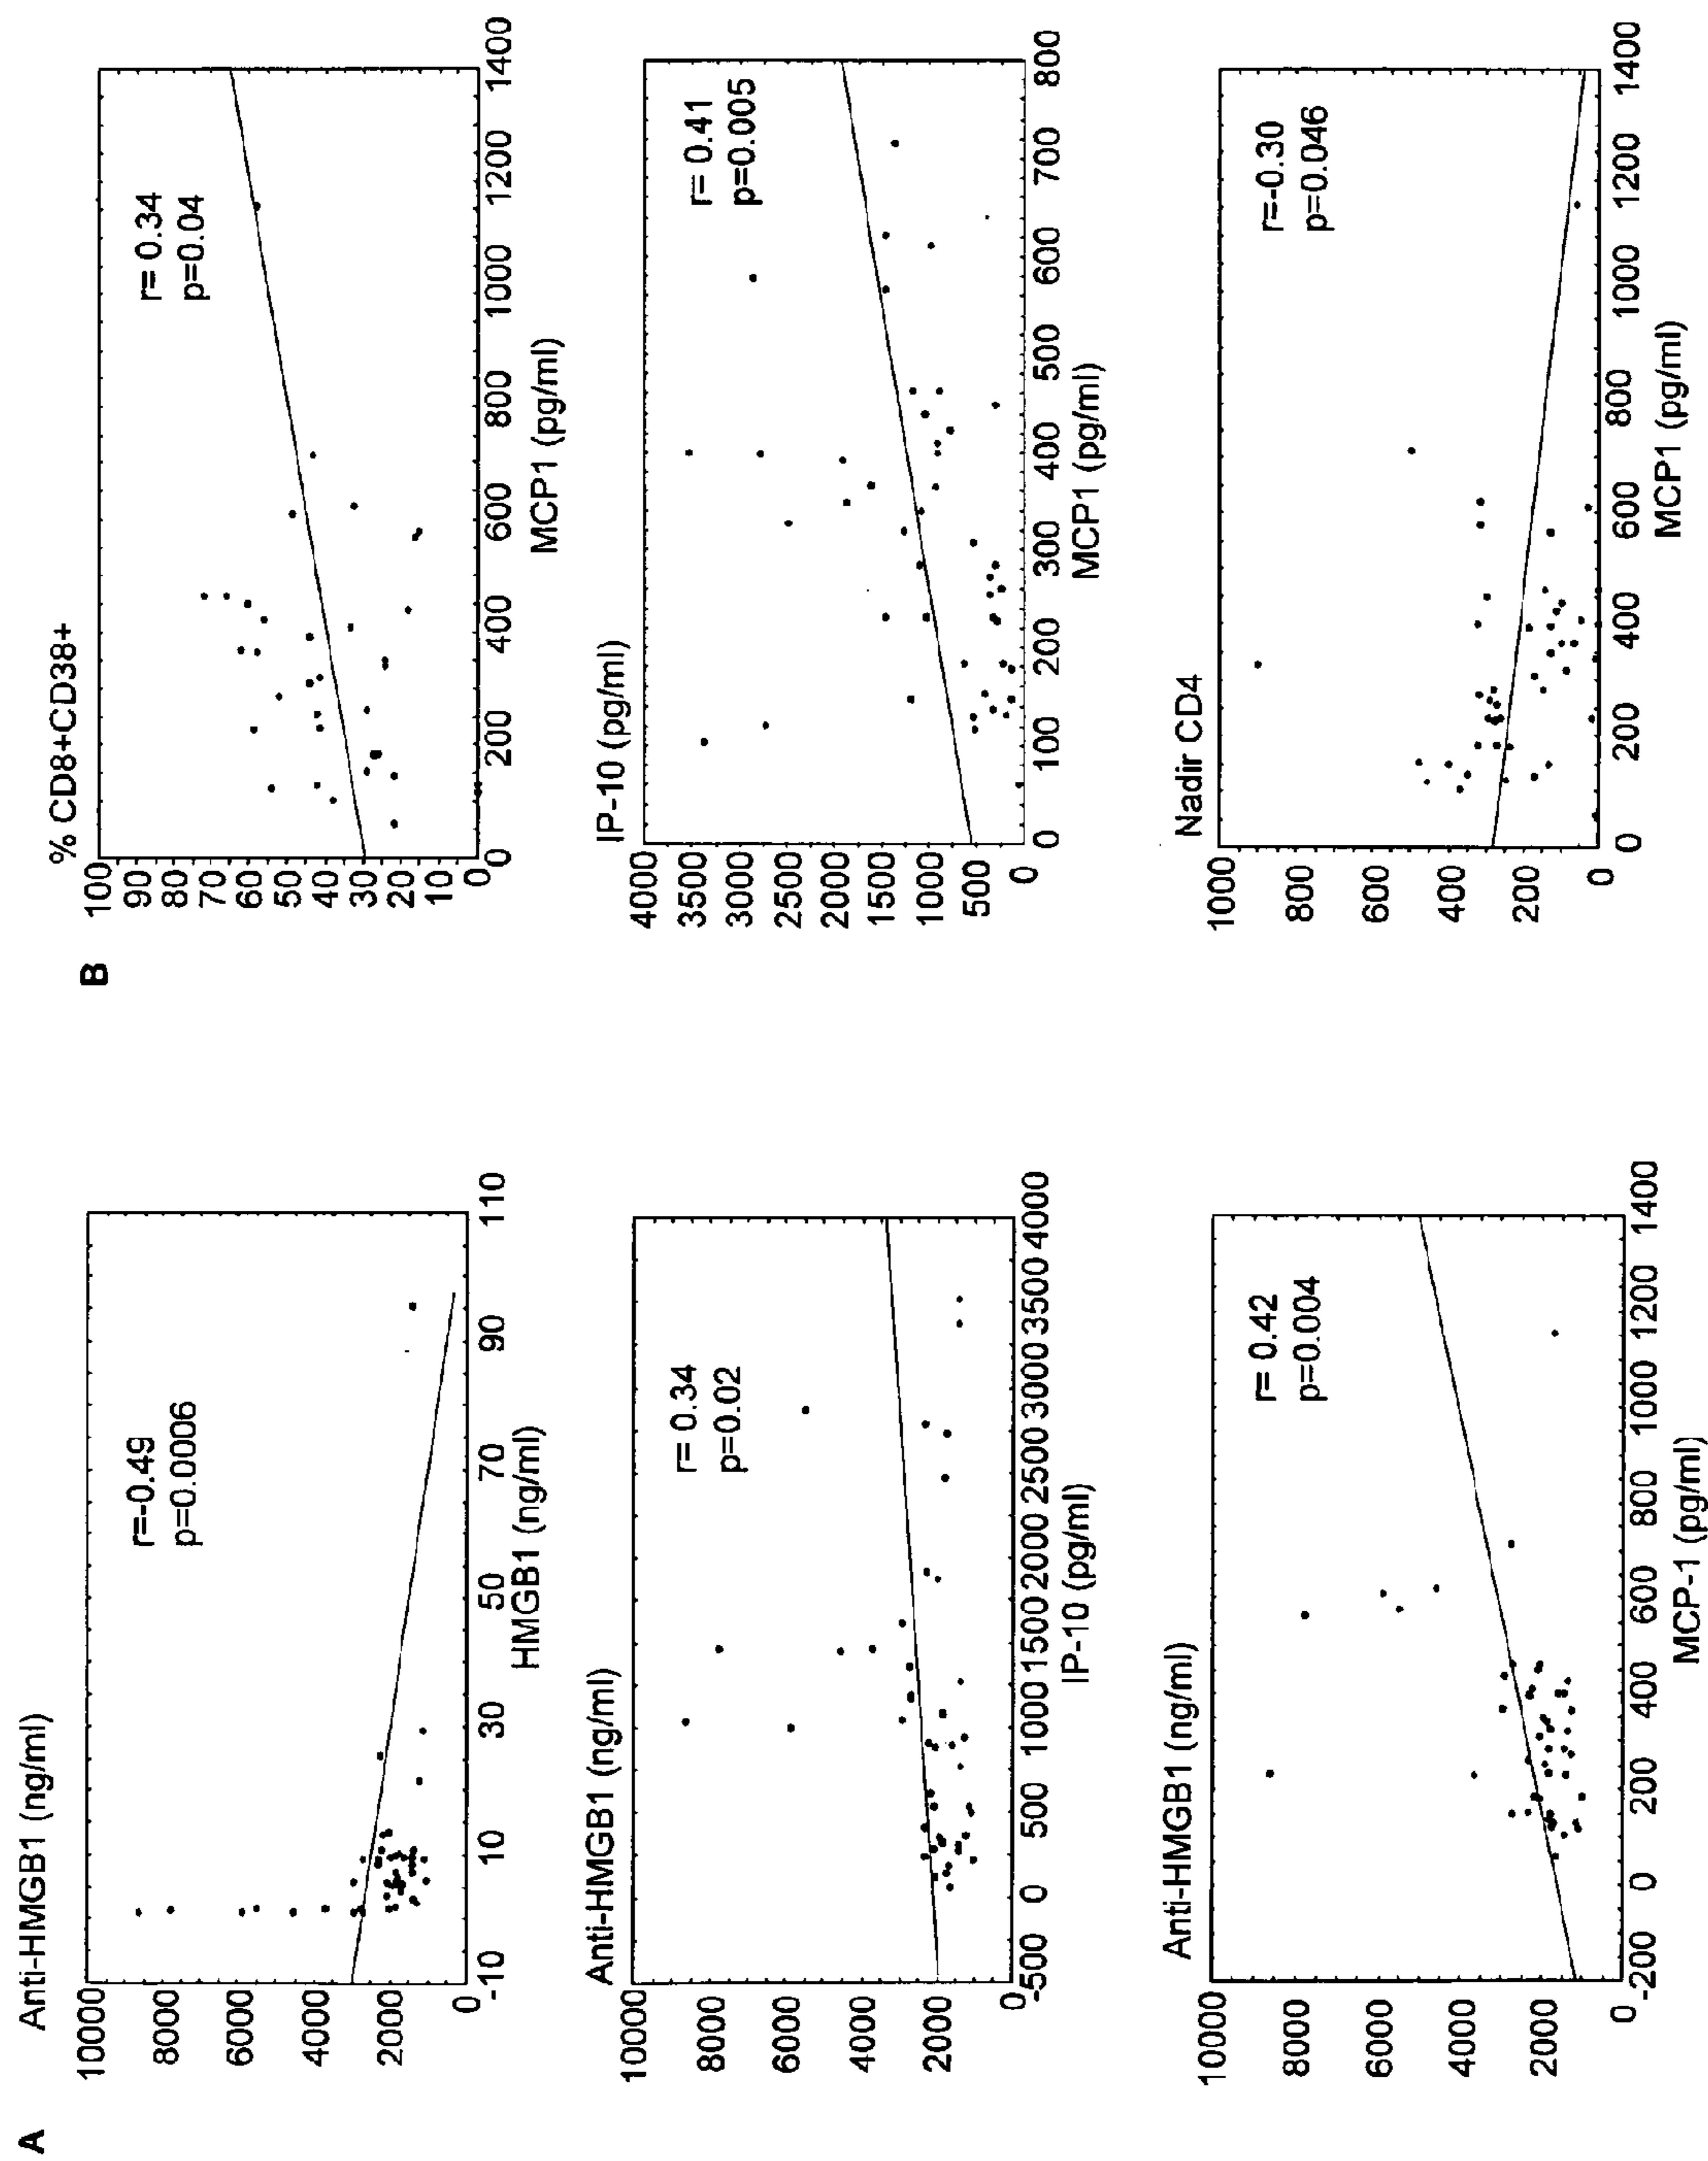 A
Anti-HMGB1 (ng/ml)
10000
8000
6000
4000
2000
0
r=-0.49
p=0.0006
-10 10 30 50 70 90 110
HMGB1 (ng/ml)
Anti-HMGB1 (ng/ml)
10000
8000
6000
4000
2000
0
r= 0.34
p=0.02
-500 0 500 1000 1500 2000 2500 3000 3500 4000
IP-10 (pg/ml)
Anti-HMGB1 (ng/ml)
10000
8000
6000
4000
2000
0
r= 0.42
p=0.004
-200 0 200 400 600 800 1000 1200 1400
MCP-1 (pg/ml)
B
% CD8+CD38+
100
90
80
70
60
50
40
30
20
10
0
r= 0.34
p=0.04
0 200 400 600 800 1000 1200 1400
MCP1 (pg/ml)
IP-10 (pg/ml)
4000
3500
3000
2500
2000
1500
1000
500
0
r= 0.41
p=0.005
0 100 200 300 400 500 600 700 800
MCP1 (pg/ml)
Nadir CD4
1000
800
600
400
200
0
r=-0.30
p=0.046
0 200 400 600 800 1000 1200 1400
MCP1 (pg/ml)